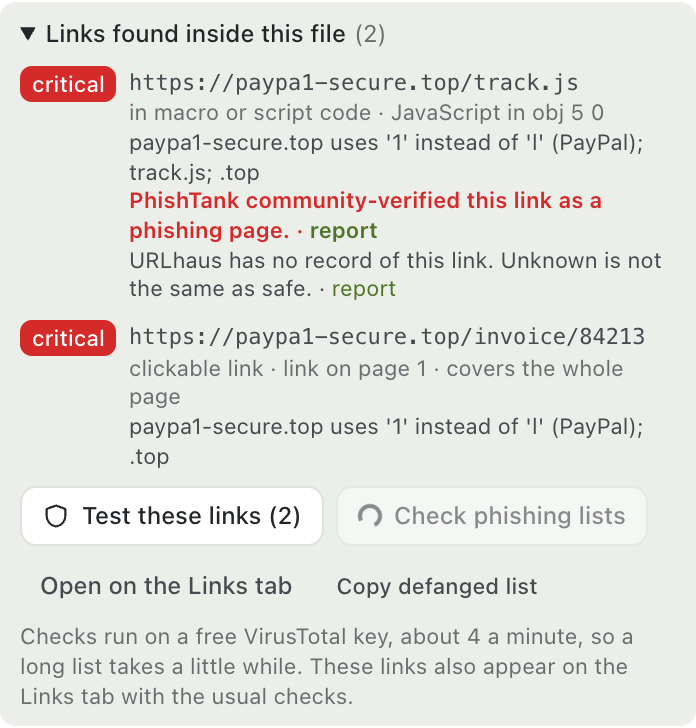 ▼ Links found inside this file (2)
critical https://paypa1-secure.top/track.js
in macro or script code · JavaScript in obj 5 0
paypa1-secure.top uses '1' instead of 'l' (PayPal);
track.js; .top
PhishTank community-verified this link as a
phishing page. · report
URLhaus has no record of this link. Unknown is not
the same as safe. · report
critical https://paypa1-secure.top/invoice/84213
clickable link · link on page 1 · covers the whole
page
paypa1-secure.top uses '1' instead of 'l' (PayPal);
.top
Test these links (2) Check phishing lists
Open on the Links tab Copy defanged list
Checks run on a free VirusTotal key, about 4 a minute, so a
long list takes a little while. These links also appear on the
Links tab with the usual checks.